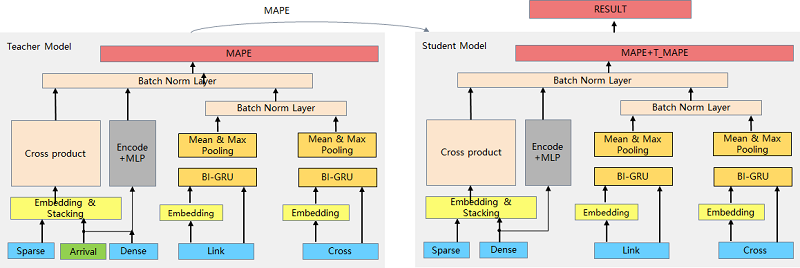 MAPE
RESULT
Teacher Model
MAPE
Batch Norm Layer
Batch Norm Layer
Cross product
Encode
+MLP
Mean & Max
Pooling
Mean & Max
Pooling
BI-GRU
BI-GRU
Embedding &
Stacking
Embedding
Embedding
Sparse
Arrival
Dense
Link
Cross
Student Model
MAPE+T_MAPE
Batch Norm Layer
Batch Norm Layer
Cross product
Encode
+MLP
Mean & Max
Pooling
Mean & Max
Pooling
BI-GRU
BI-GRU
Embedding &
Stacking
Embedding
Embedding
Sparse
Dense
Link
Cross